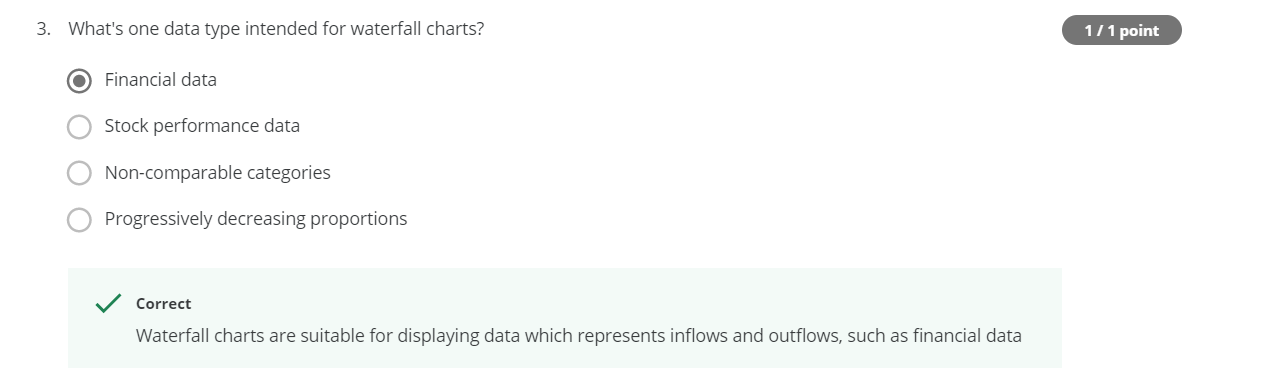 3. What's one data type intended for waterfall charts?
1 / 1 point
Financial data
Stock performance data
Non-comparable categories
Progressively decreasing proportions
Correct
Waterfall charts are suitable for displaying data which represents inflows and outflows, such as financial data